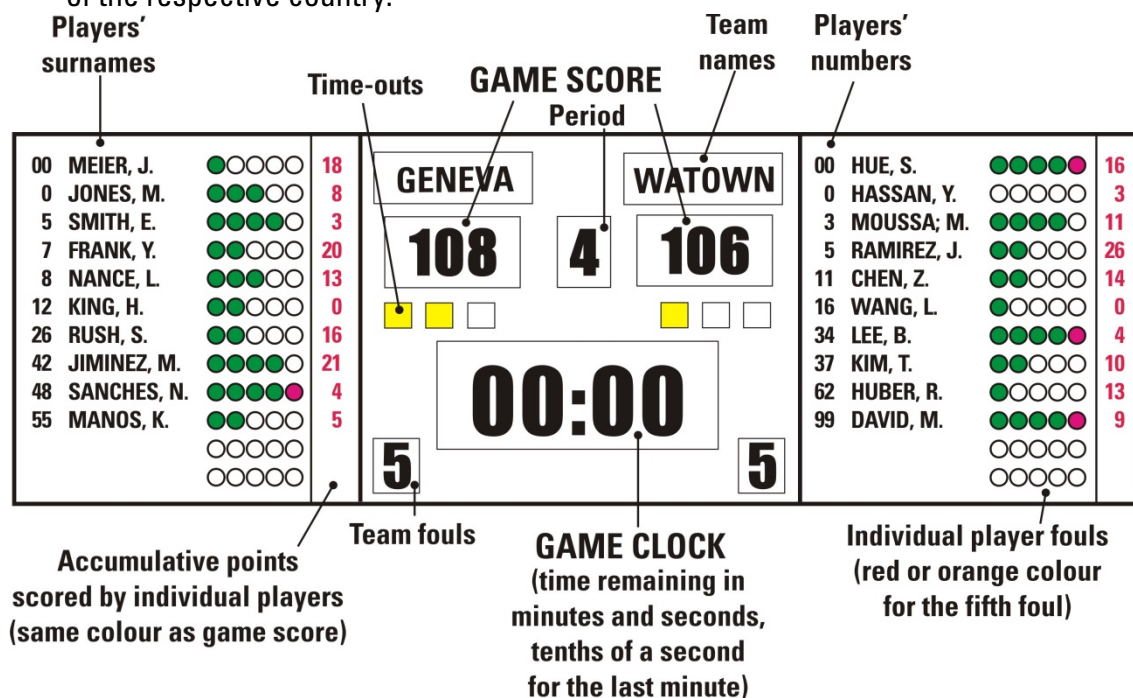 of the respective country.
Players'
surnames
Time-outs
GAME SCORE
Period
Team
names
Players'
numbers
00 MEIER, J. 18
0 JONES, M. 8
5 SMITH, E. 3
7 FRANK, Y. 20
8 NANCE, L. 13
12 KING, H. 0
26 RUSH, S. 16
42 JIMINEZ, M. 21
48 SANCHES, N. 4
55 MANOS, K. 5
GENEVA WATOWN
108 4 106
00:00
5 5
00 HUE, S. 16
0 HASSAN, Y. 3
3 MOUSSA; M. 11
5 RAMIREZ, J. 26
11 CHEN, Z. 14
16 WANG, L. 0
34 LEE, B. 4
37 KIM, T. 10
62 HUBER, R. 13
99 DAVID, M. 9
Accumulative points
scored by individual players
(same colour as game score)
Team fouls
GAME CLOCK
(time remaining in
minutes and seconds,
tenths of a second
for the last minute)
Individual player fouls
(red or orange colour
for the fifth foul)